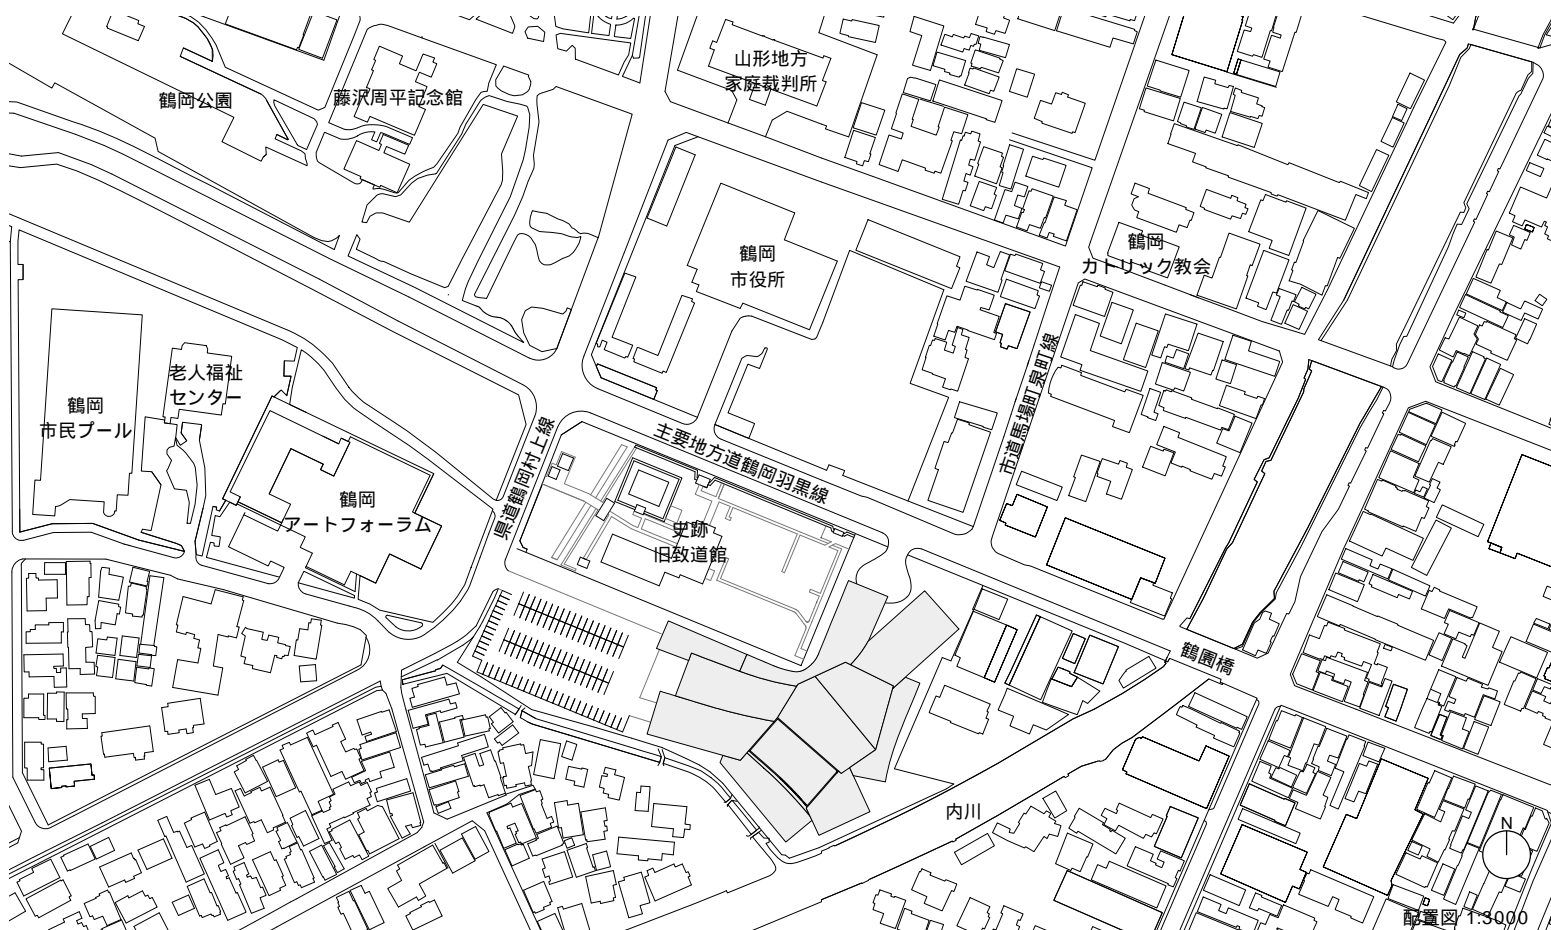 山形地方
家庭裁判所
鶴岡公園
藤沢周平記念館
鶴岡
市役所
鶴岡
カトリック教会
老人福祉
センター
鶴岡
市民プール
鶴岡
アートフォーラム
県道鶴岡村上線
主要地方道鶴岡羽黒線
市道馬場町泉町線
史跡
旧致道館
鶴園橋
内川
N
配置図 1:3000